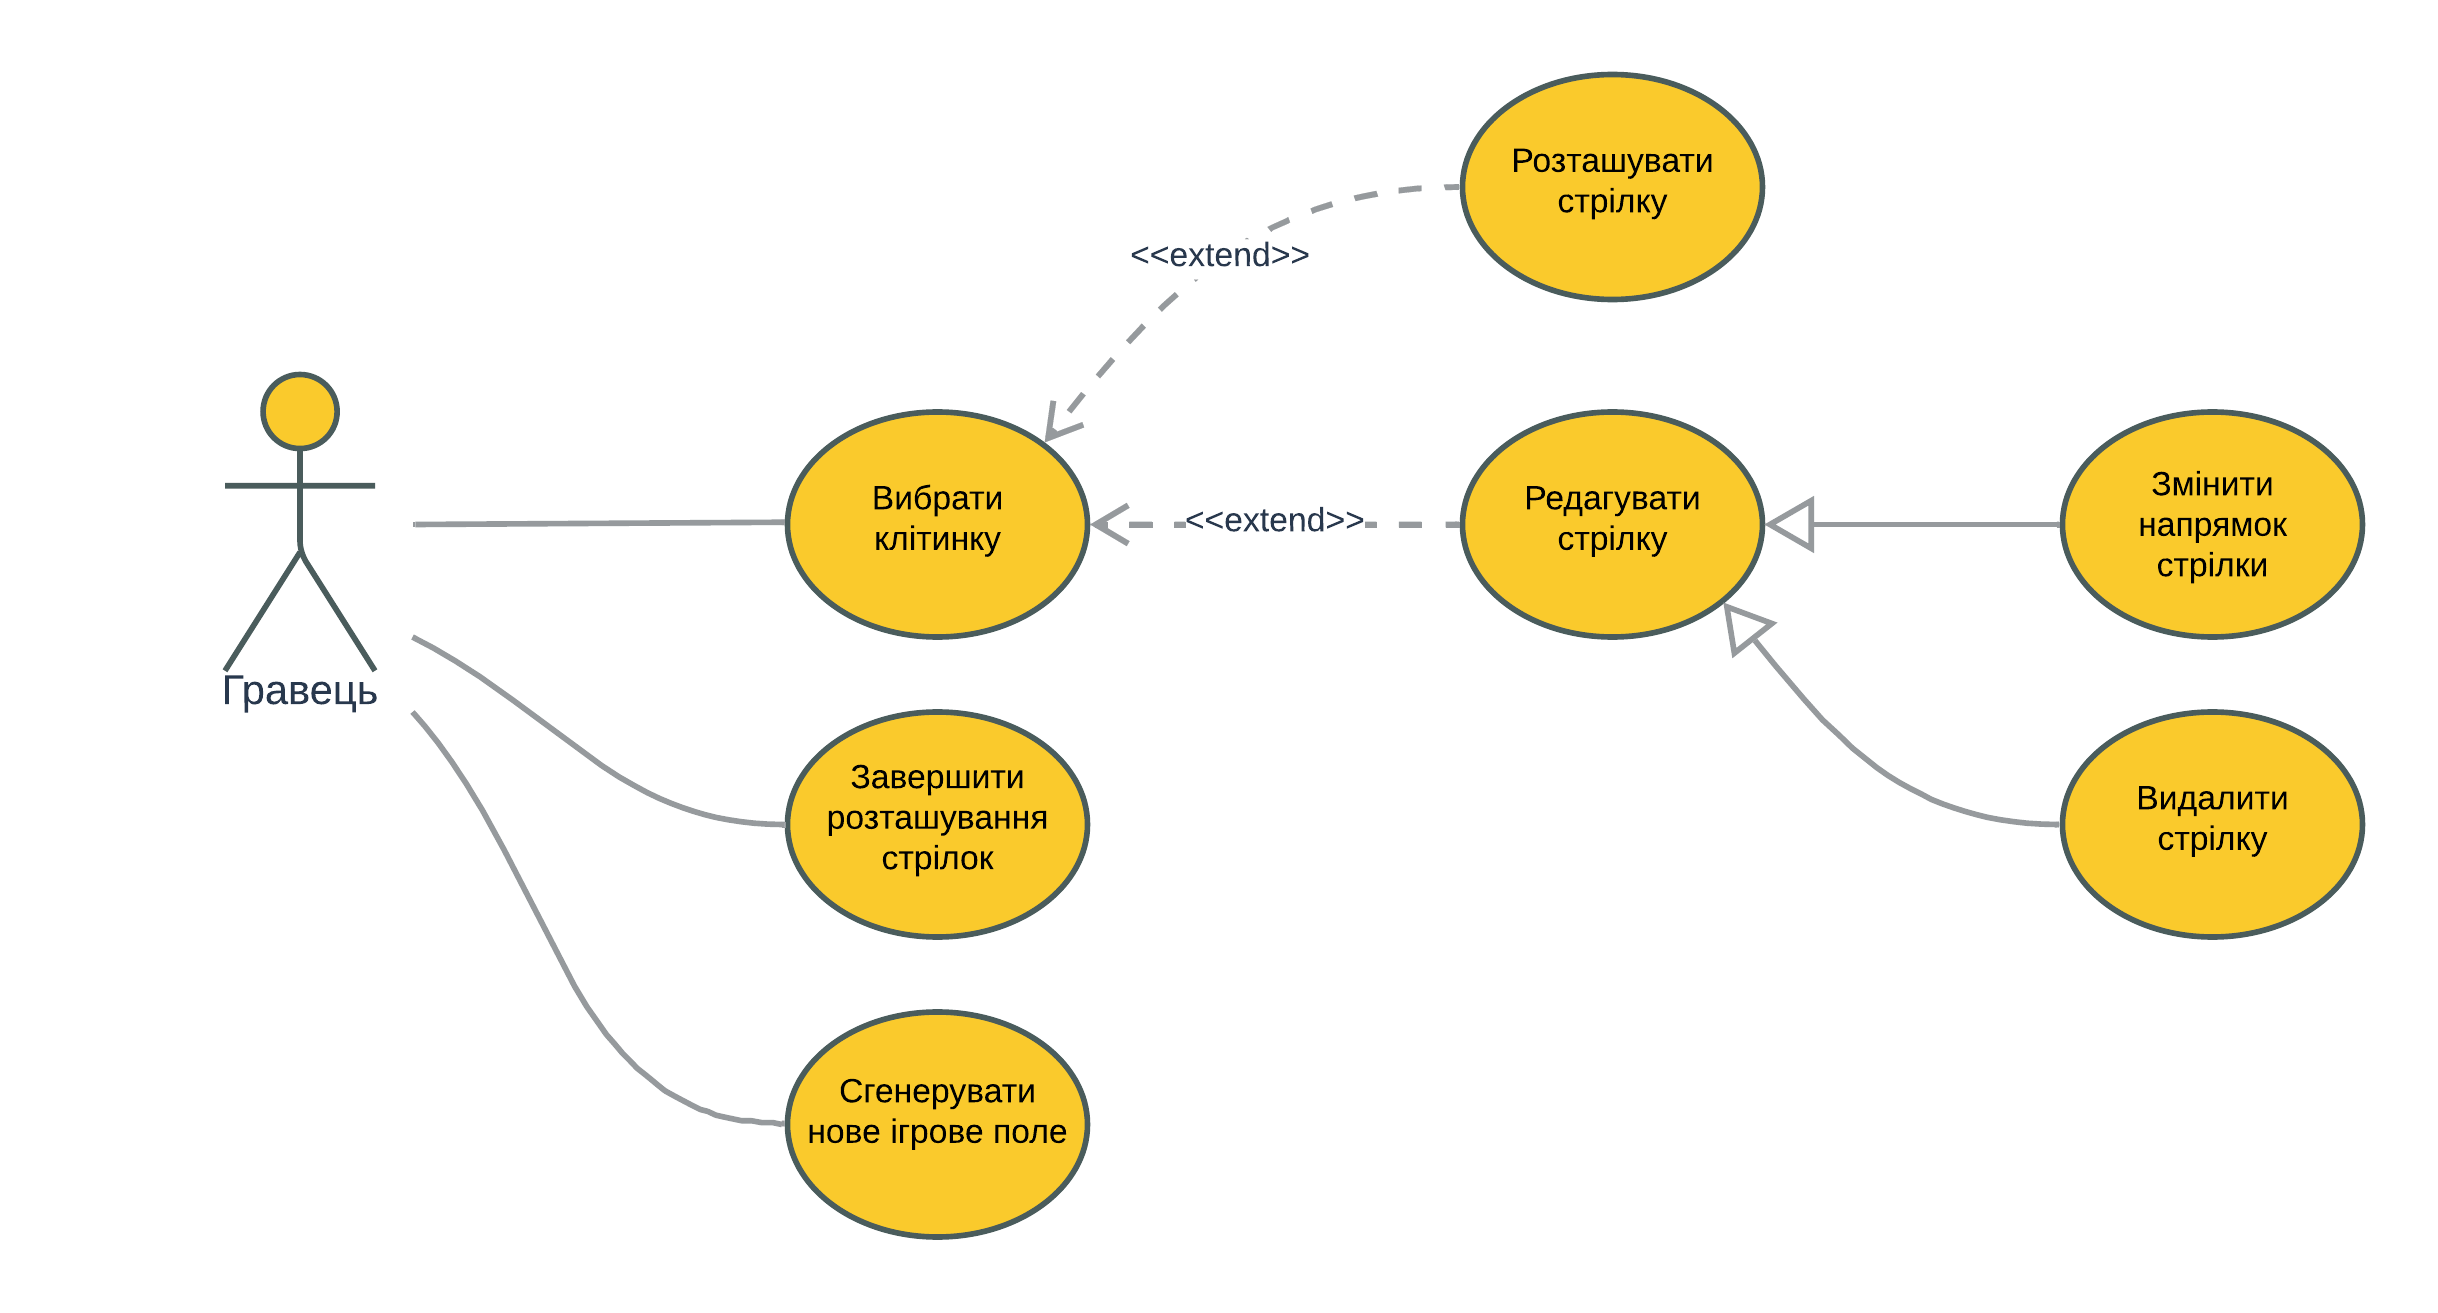 Розташувати
стрілку
<<extend>>
Вибрати
клітинку
<<extend>>
Редагувати
стрілку
Змінити
напрямок
стрілки
Гравець
Завершити
розташування
стрілок
Видалити
стрілку
Сгенерувати
нове ігрове поле